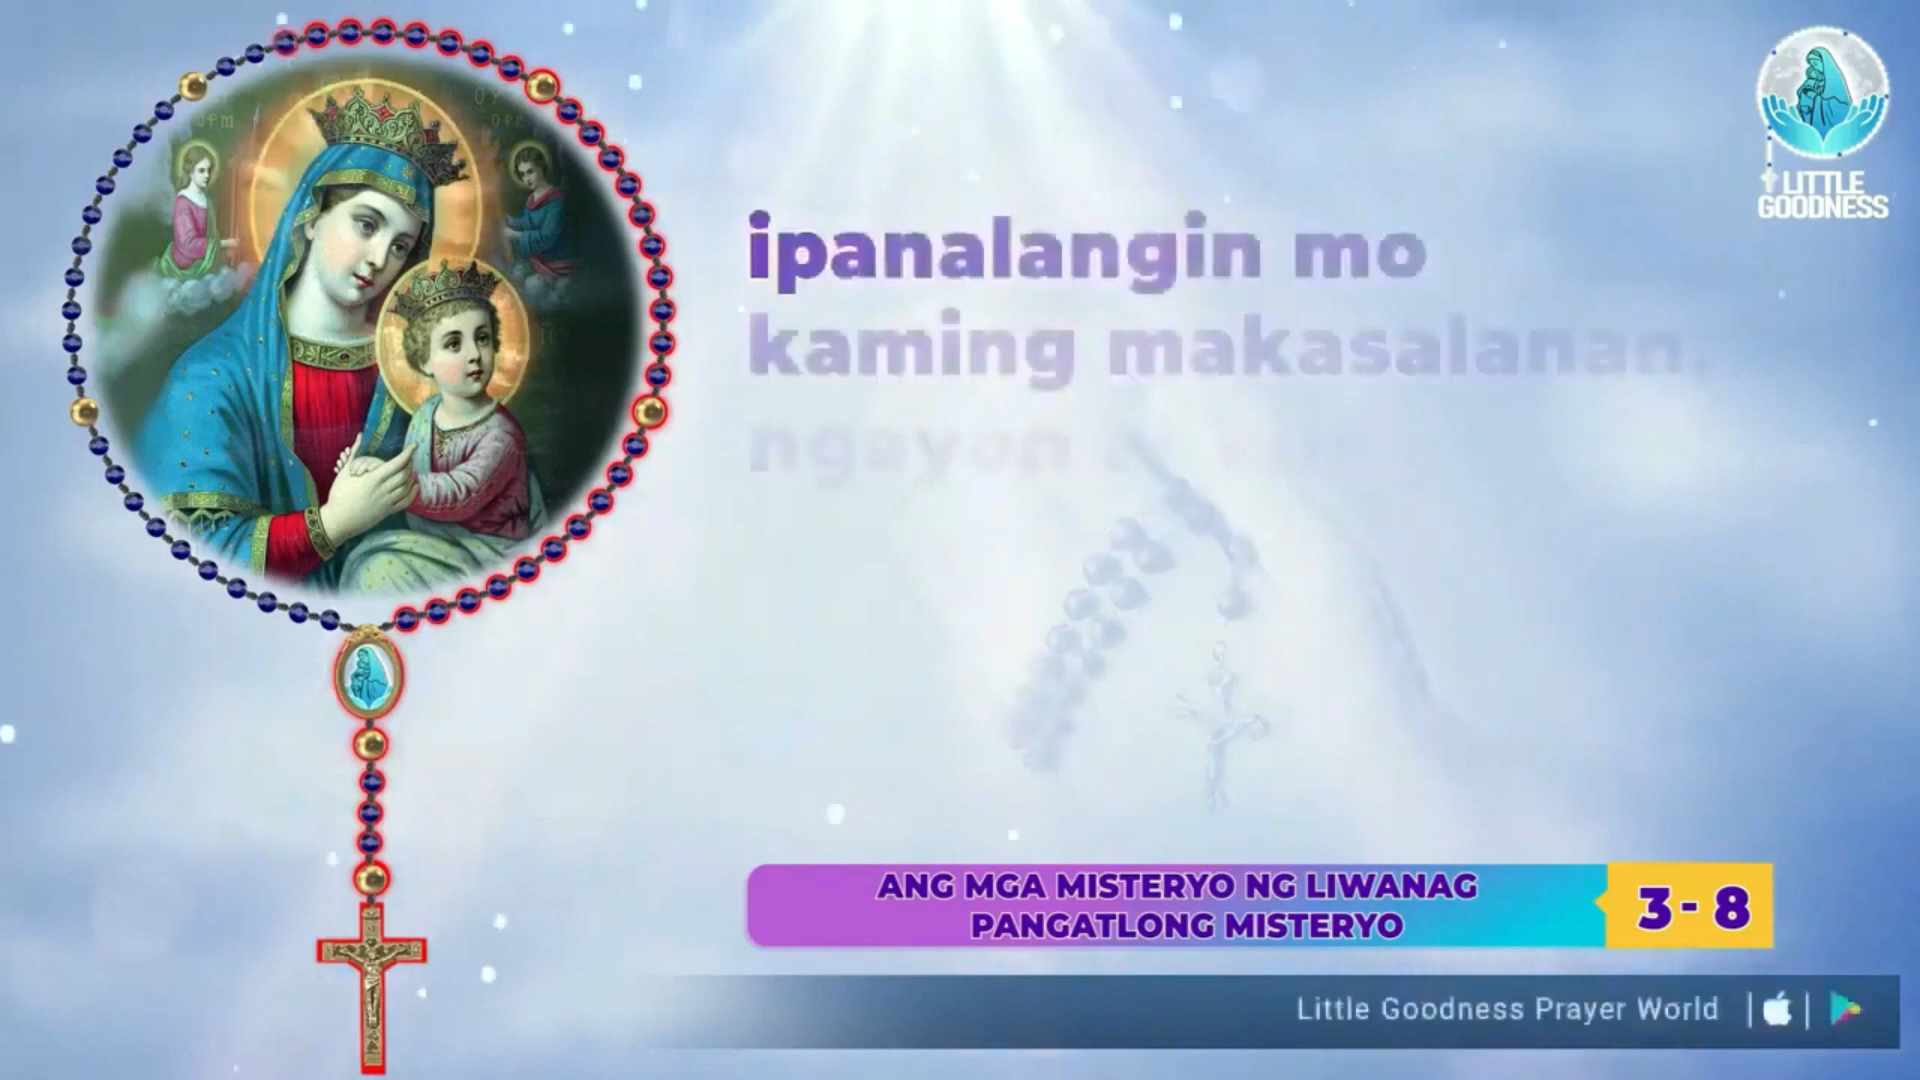 LITTLE
GOODNESS
ipanalangin mo
kaming makasalanan,
ngayon
ANG MGA MISTERYO NG LIWANAG
PANGATLONG MISTERYO
3 - 8
Little Goodness Prayer World